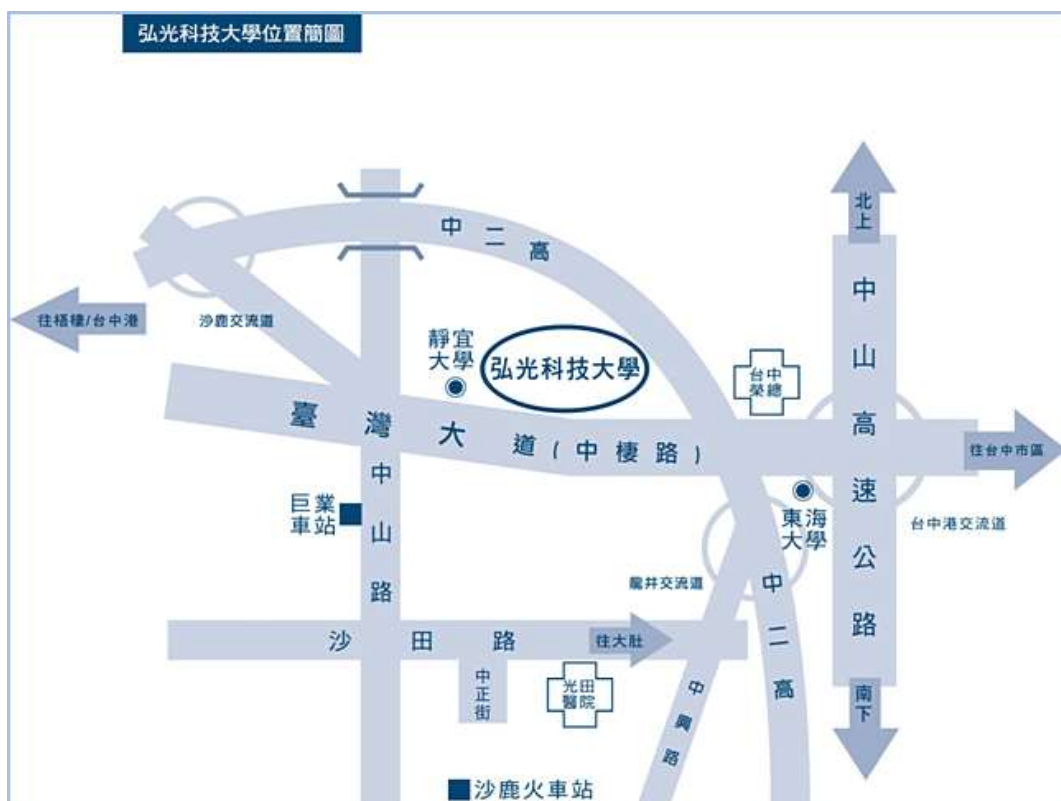 弘光科技大學位置簡圖
北上
中山高速公路
中二高
往梧棲/台中港
沙鹿交流道
靜宜
大學
弘光科技大學
台中
榮總
臺灣大道(中棲路)
往台中市區
中山路
巨業
車站
東海
大學
台中港交流道
龍井交流道
中二高
沙田路
往大肚
中正街
光田
醫院
中興路
南下
沙鹿火車站